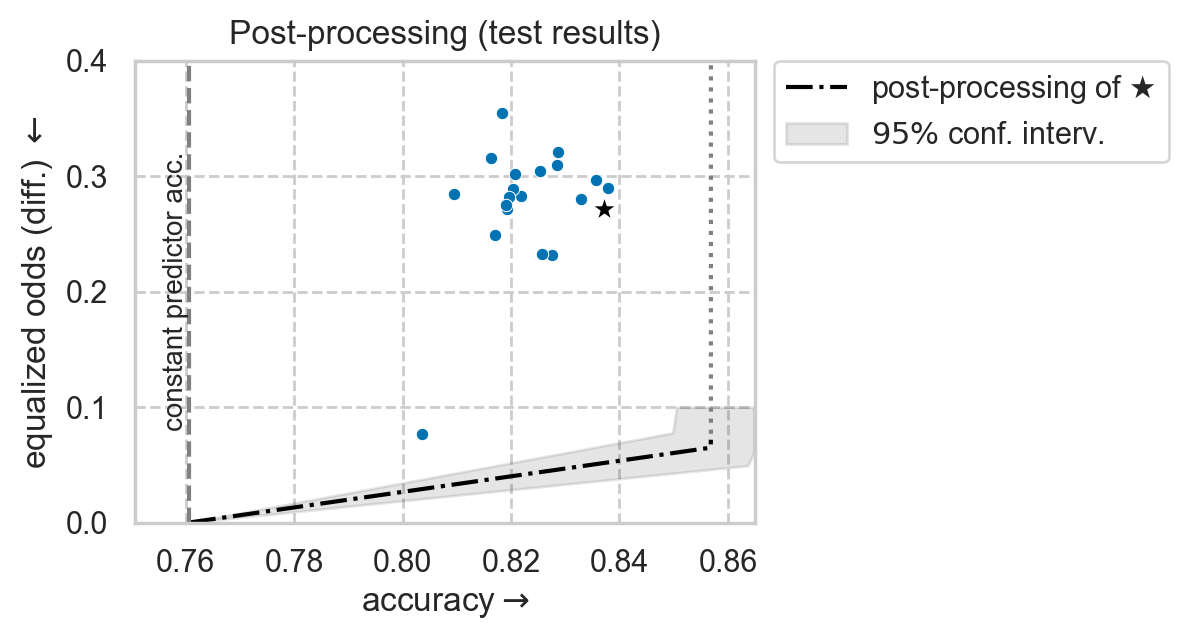 Post-processing (test results)
equalized odds (diff.) ←
0.4
0.3
0.2
0.1
0.0
constant predictor acc.
0.76 0.78 0.80 0.82 0.84 0.86
accuracy →
post-processing of ★
95% conf. interv.